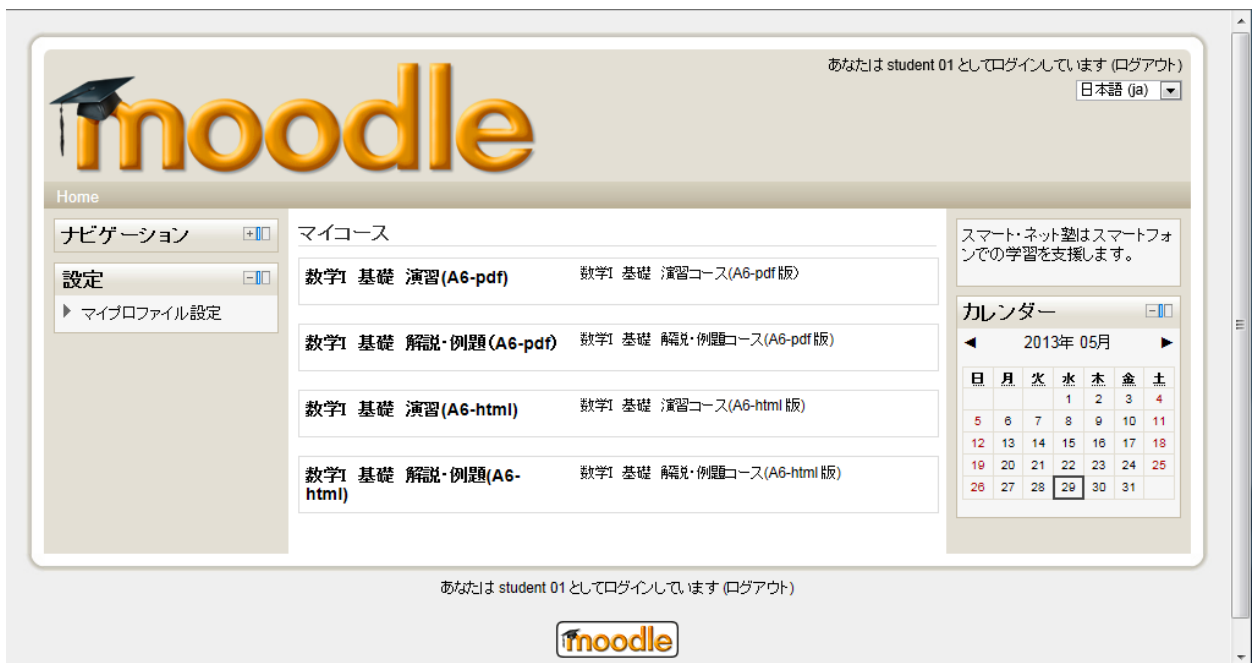 あなたは student 01 としてログインしています (ログアウト)
日本語 (ja)
moodle
Home
ナビゲーション
設定
マイプロファイル設定
マイコース
数学I 基礎 演習(A6-pdf)
数学I 基礎 演習コース(A6-pdf版)
数学I 基礎 解説・例題(A6-pdf)
数学I 基礎 解説・例題コース(A6-pdf版)
数学I 基礎 演習(A6-html)
数学I 基礎 演習コース(A6-html版)
数学I 基礎 解説・例題(A6-
html)
数学I 基礎 解説・例題コース(A6-html版)
スマート・ネット塾はスマートフォ
ンでの学習を支援します。
カレンダー
◀ 2013年 05月 ▶
日 月 火 水 木 金 土
1 2 3 4
5 6 7 8 9 10 11
12 13 14 15 16 17 18
19 20 21 22 23 24 25
26 27 28 29 30 31
あなたは student 01 としてログインしています (ログアウト)
moodle